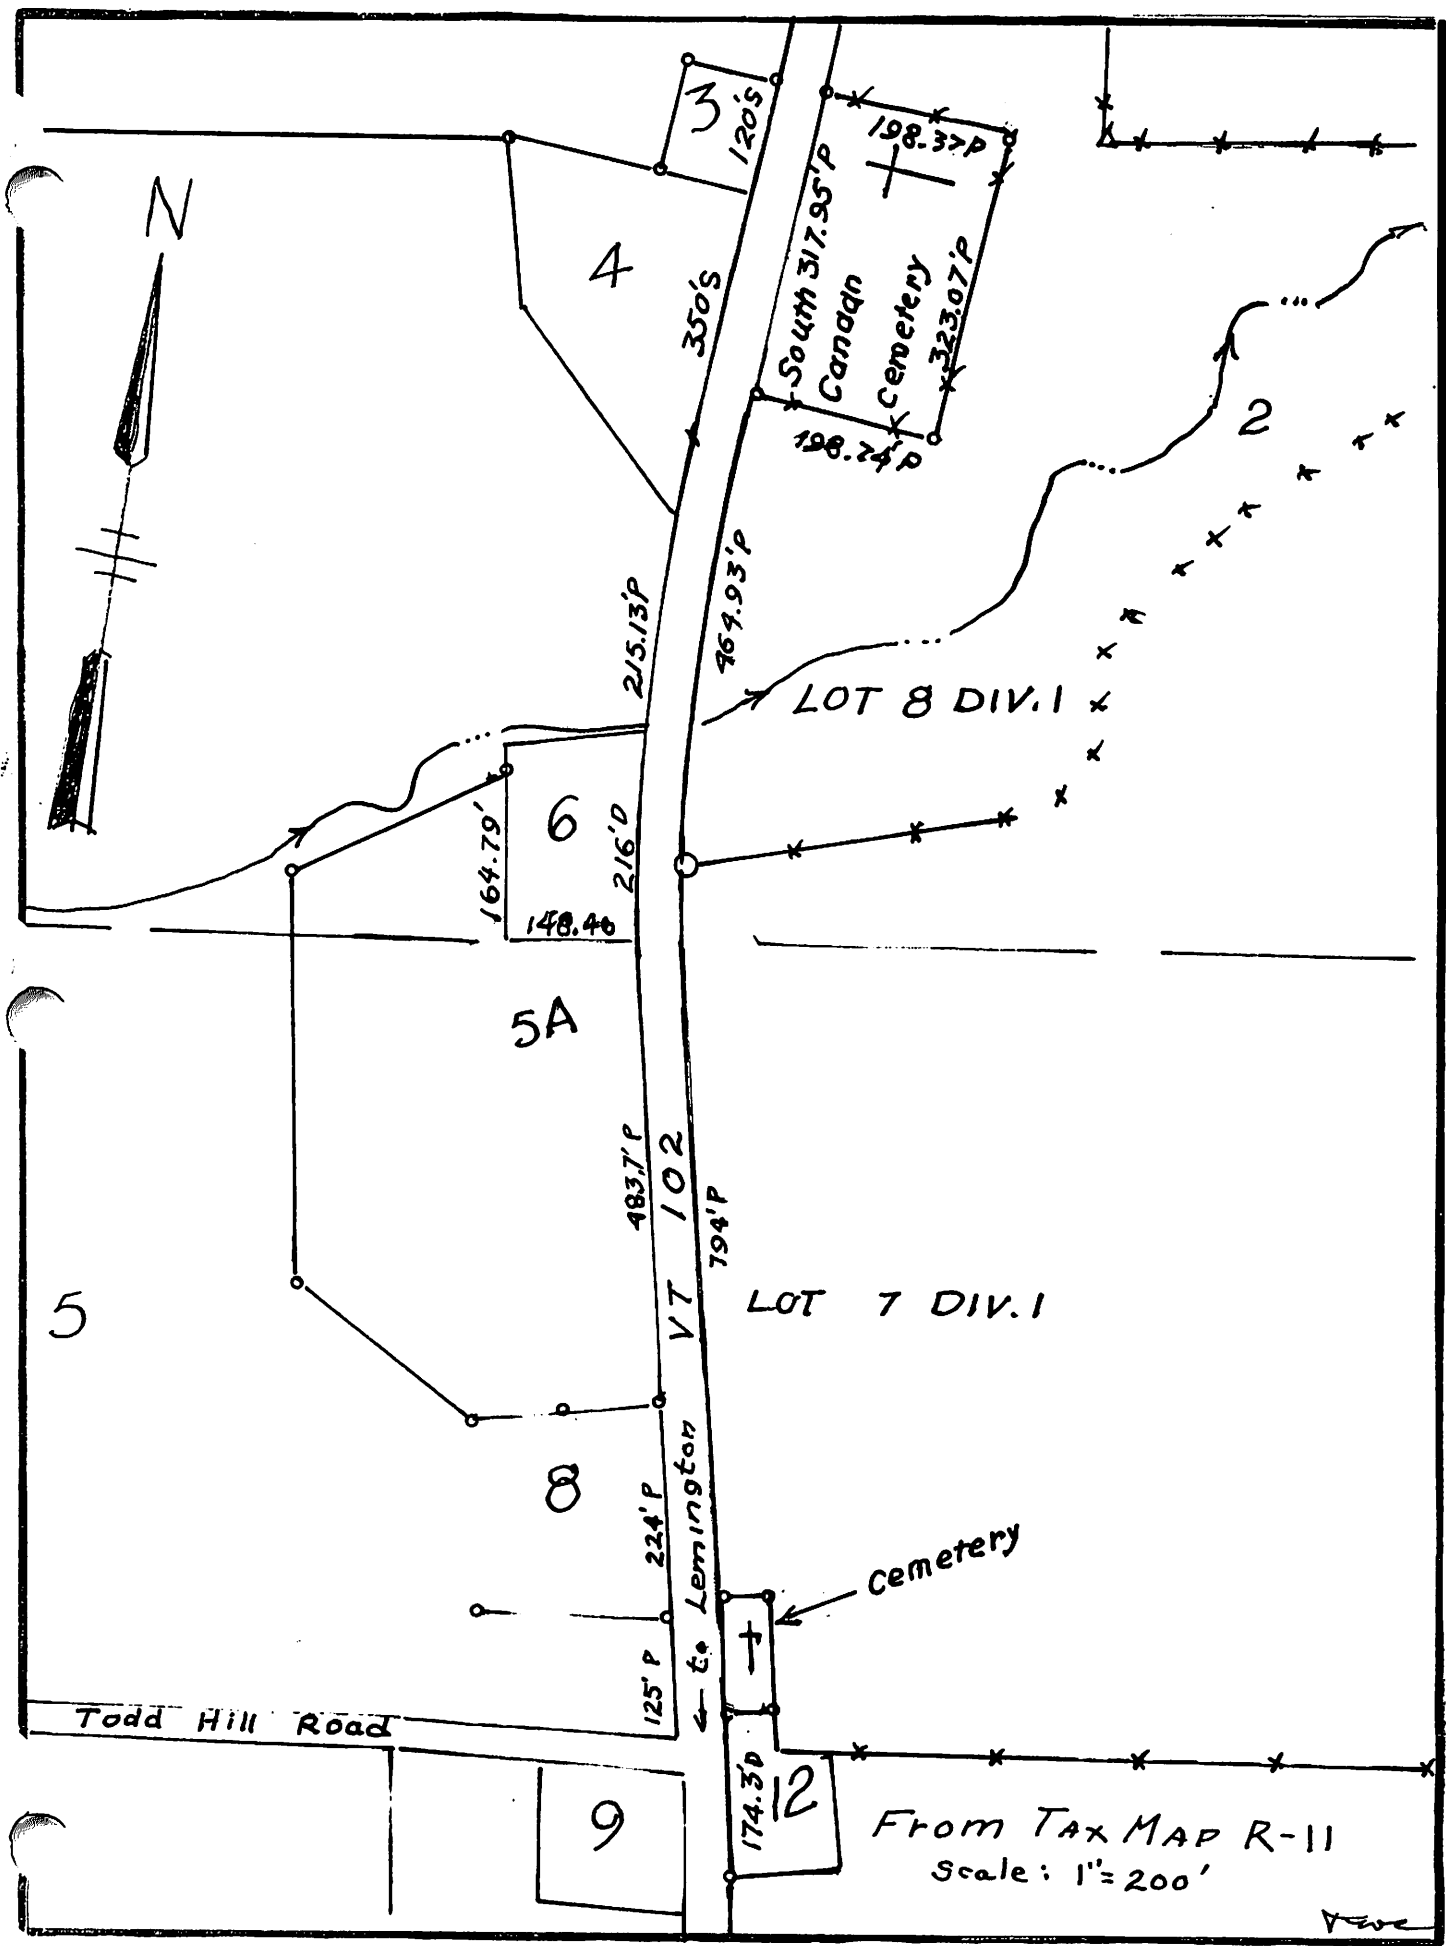 3
120'S
198.37P
N
South 317.95'P
Canaan
cemetery
323.07'P
4
350'S
2
198.74'P
215.13'P
464.93'P
LOT 8 DIV. 1
6
164.79'
216'D
148.46
5A
483.7'P
VT 102
794'P
5
LOT 7 DIV. 1
8
224'P
← to Lemington
cemetery
125'P
Todd Hill Road
174.3'D
12
9
From TAX MAP R-11
Scale: 1"=200'